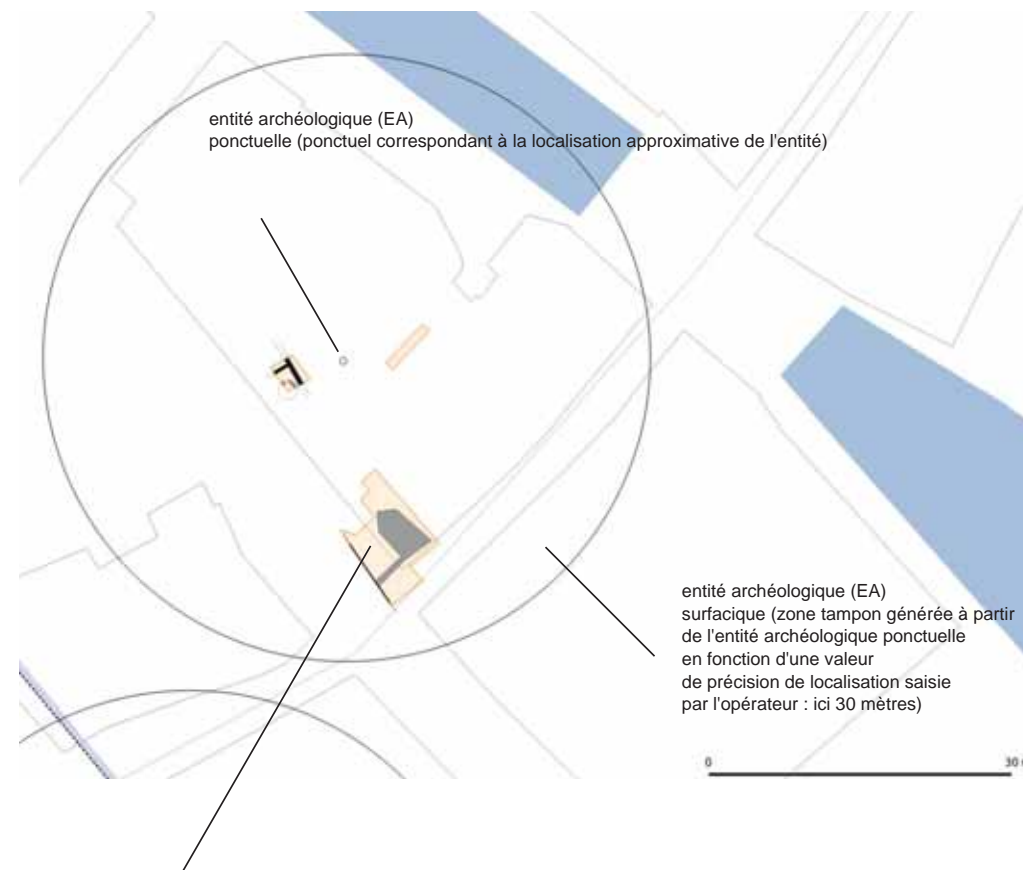 entité archéologique (EA)
ponctuelle (ponctuel correspondant à la localisation approximative de l'entité)
entité archéologique (EA)
surfacique (zone tampon générée à partir
de l'entité archéologique ponctuelle
en fonction d'une valeur
de précision de localisation saisie
par l'opérateur : ici 30 mètres)
0 30